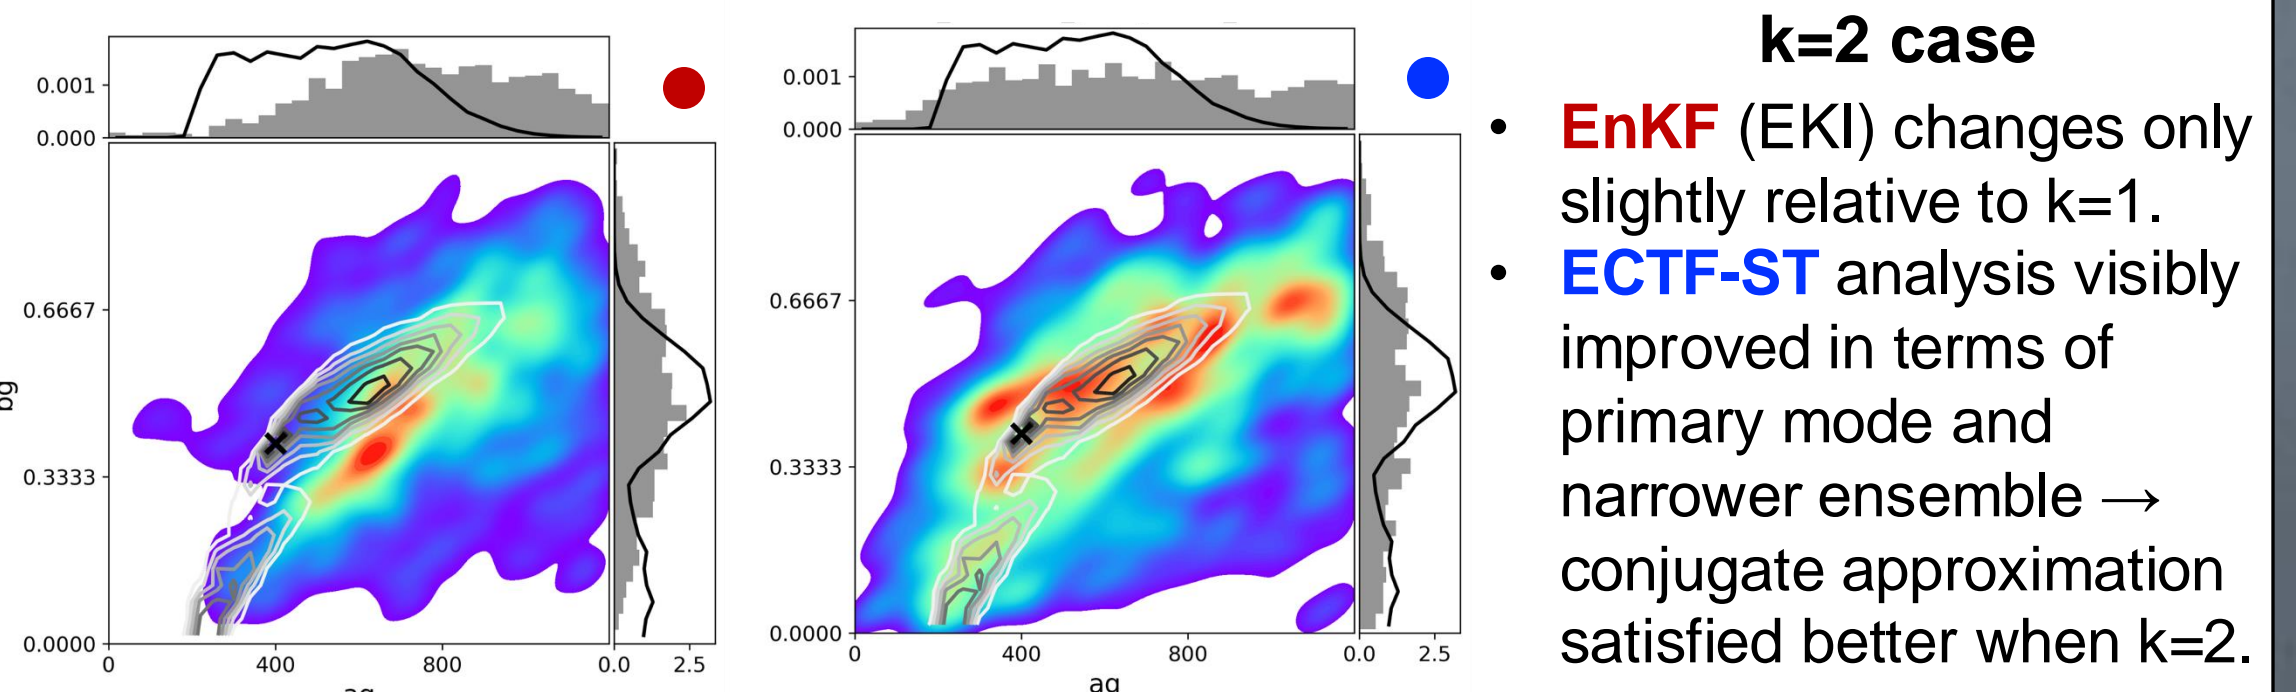 k=2 case
• EnKF (EKI) changes only
slightly relative to k=1.
• ECTF-ST analysis visibly
improved in terms of
primary mode and
narrower ensemble →
conjugate approximation
satisfied better when k=2.
0.001
0.000
bg
0.6667
0.3333
0.0000
0 400 800 0.0 2.5
ag
0.001
0.000
0.6667
0.3333
0.0000
0 400 800 0.0 2.5
ag